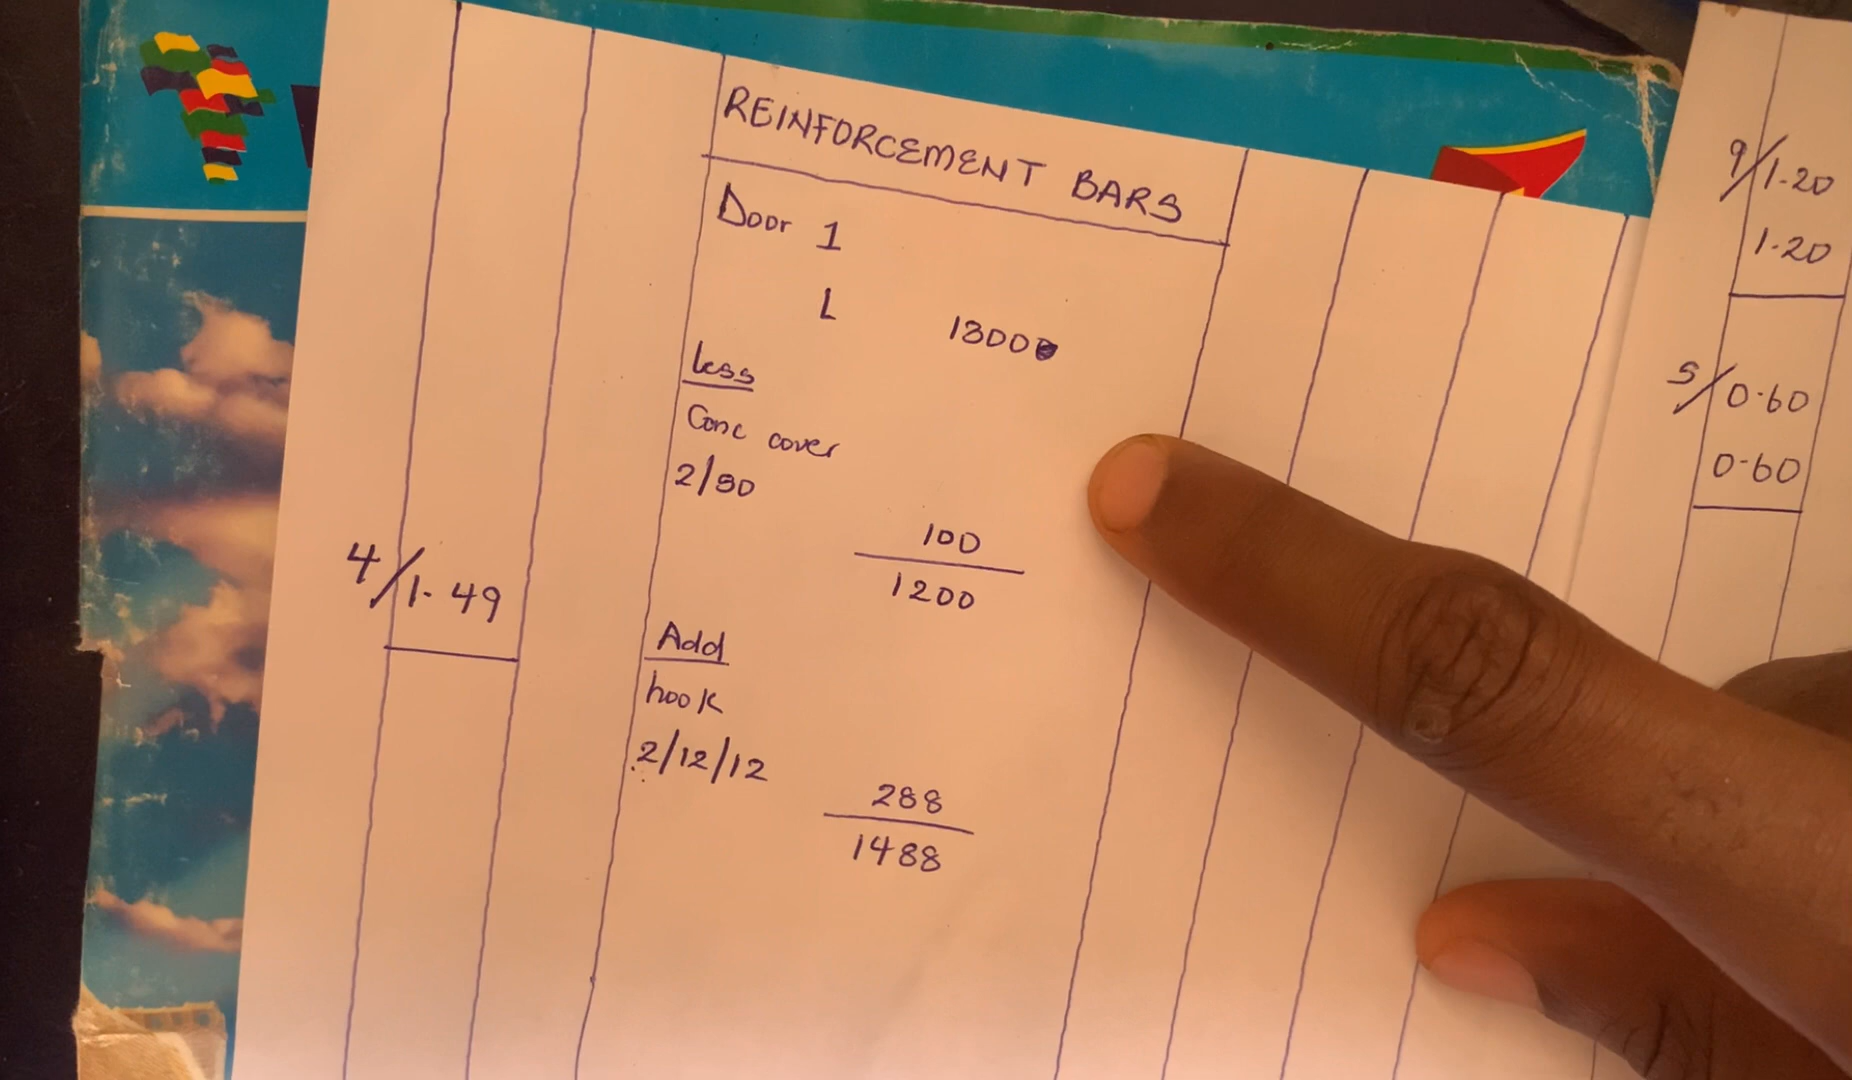 REINFORCEMENT BARS
Door 1
L 1300
Less
Conc cover
2/50
100
1200
4/1.49
Add
hook
2/12/12
288
1488
9/1.20
1.20
5/0.60
0.60